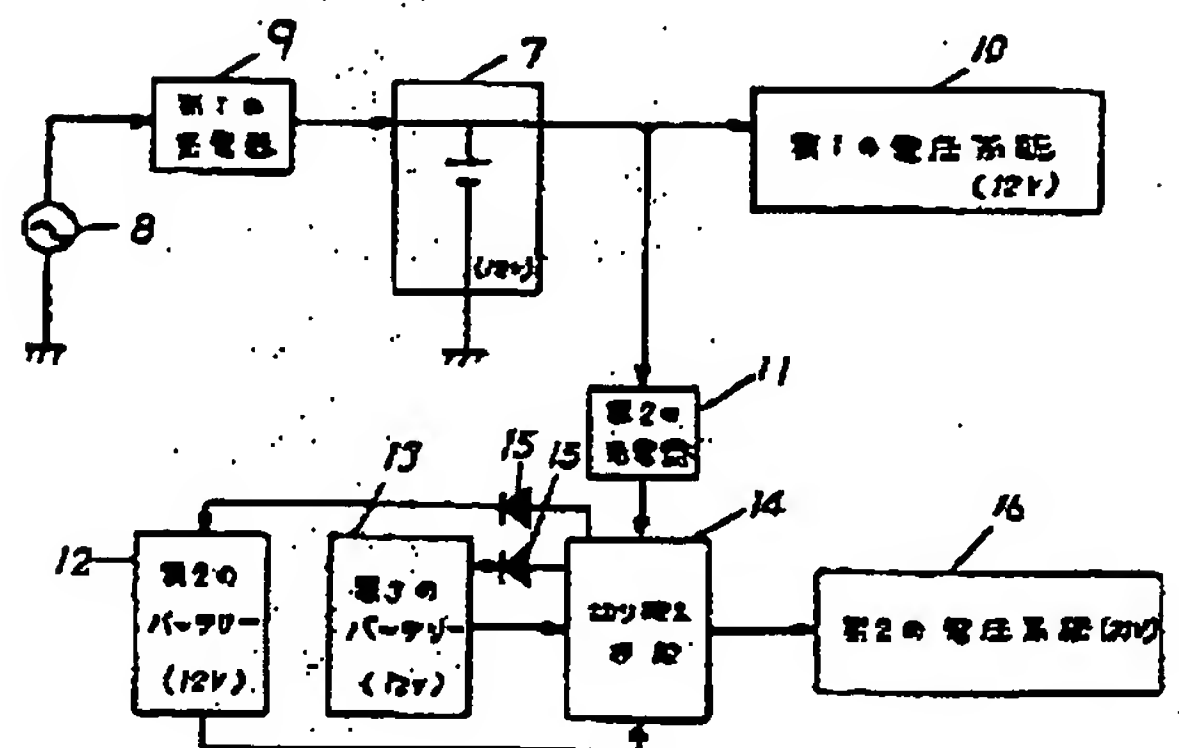 9
7
10
第1の
充電器
第1の電圧系統
(12V)
8
(12V)
11
第2の
充電器
13
15
15
14
16
12
第2の
バッテリー
(12V)
第3の
バッテリー
(12V)
切り換え
手段
第2の電圧系統(24V)